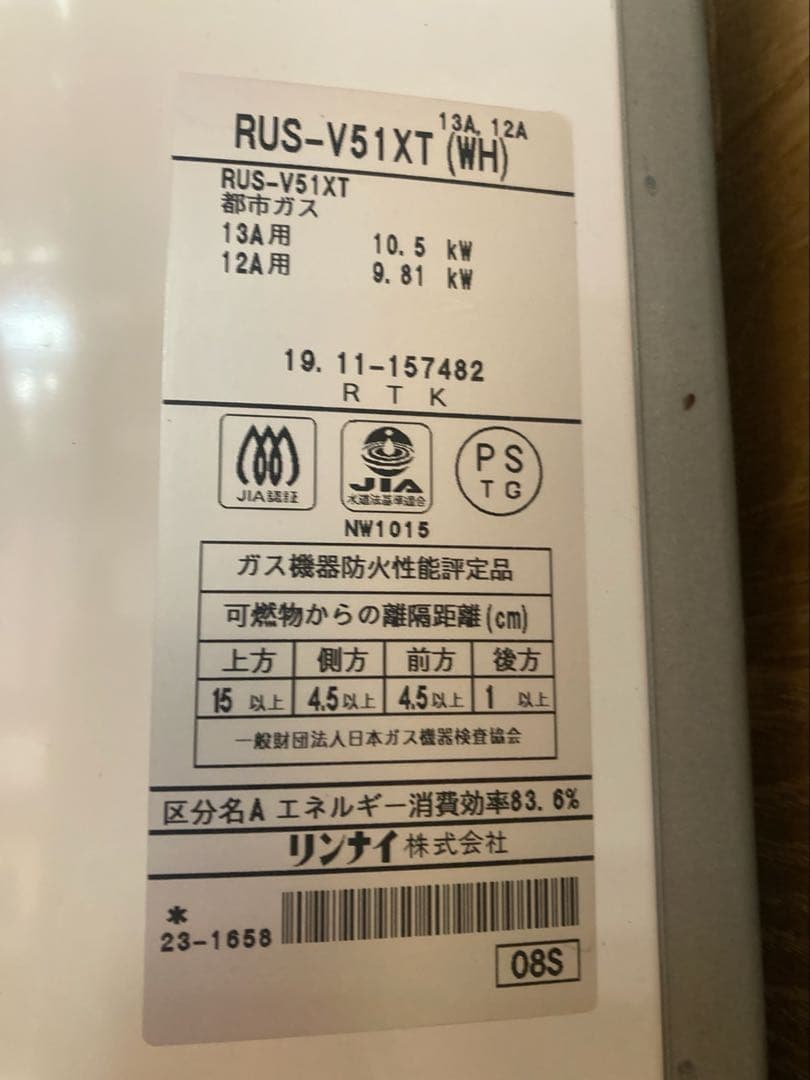 13A, 12A
RUS-V51XT (WH)
RUS-V51XT
都市ガス
13A用 10.5 kW
12A用 9.81 kW
19.11-157482
RTK
JIA認証
JIA
水道法基準適合
PS
TG
NW1015
ガス機器防火性能評定品
可燃物からの離隔距離(cm)
上方 側方 前方 後方
15 以上 4.5以上 4.5以上 1 以上
一般財団法人日本ガス機器検査協会
区分名A エネルギー消費効率83.6%
リンナイ株式会社
*
23-1658
08S